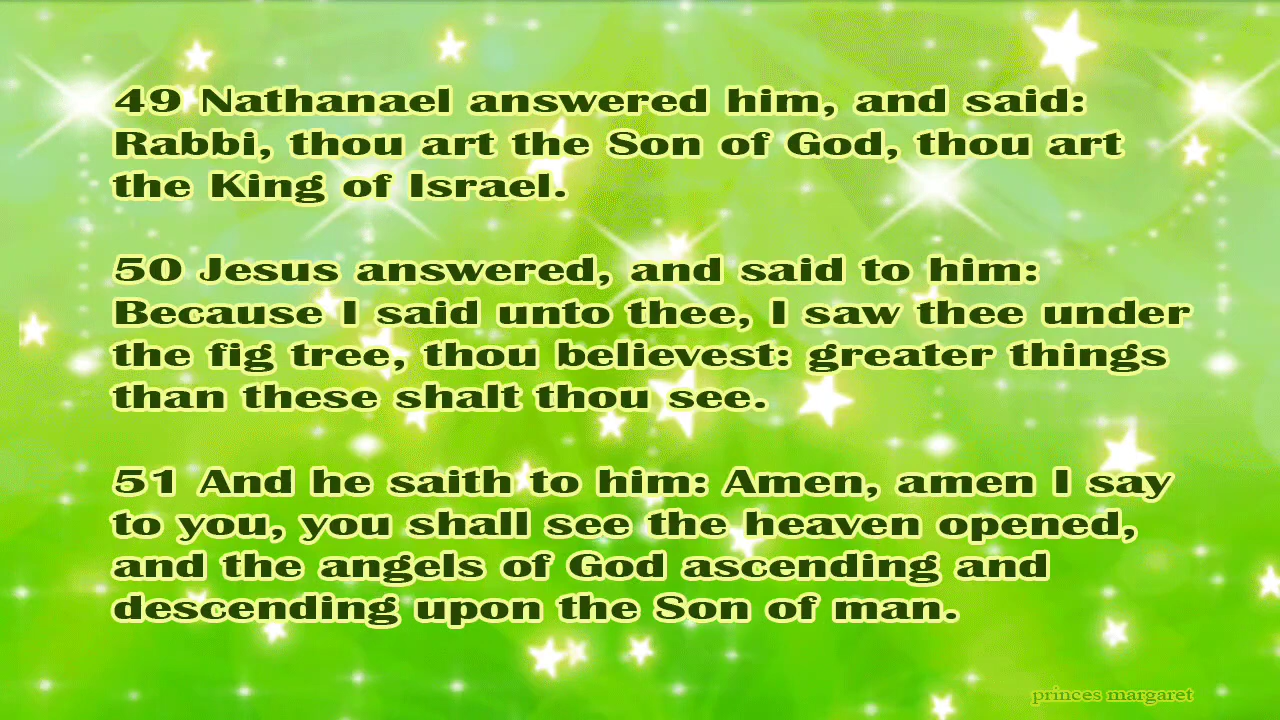 49 Nathanael answered him, and said:
Rabbi, thou art the Son of God, thou art
the King of Israel.
50 Jesus answered, and said to him:
Because I said unto thee, I saw thee under
the fig tree, thou believest: greater things
than these shalt thou see.
51 And he saith to him: Amen, amen I say
to you, you shall see the heaven opened,
and the angels of God ascending and
descending upon the Son of man.
princes margaret